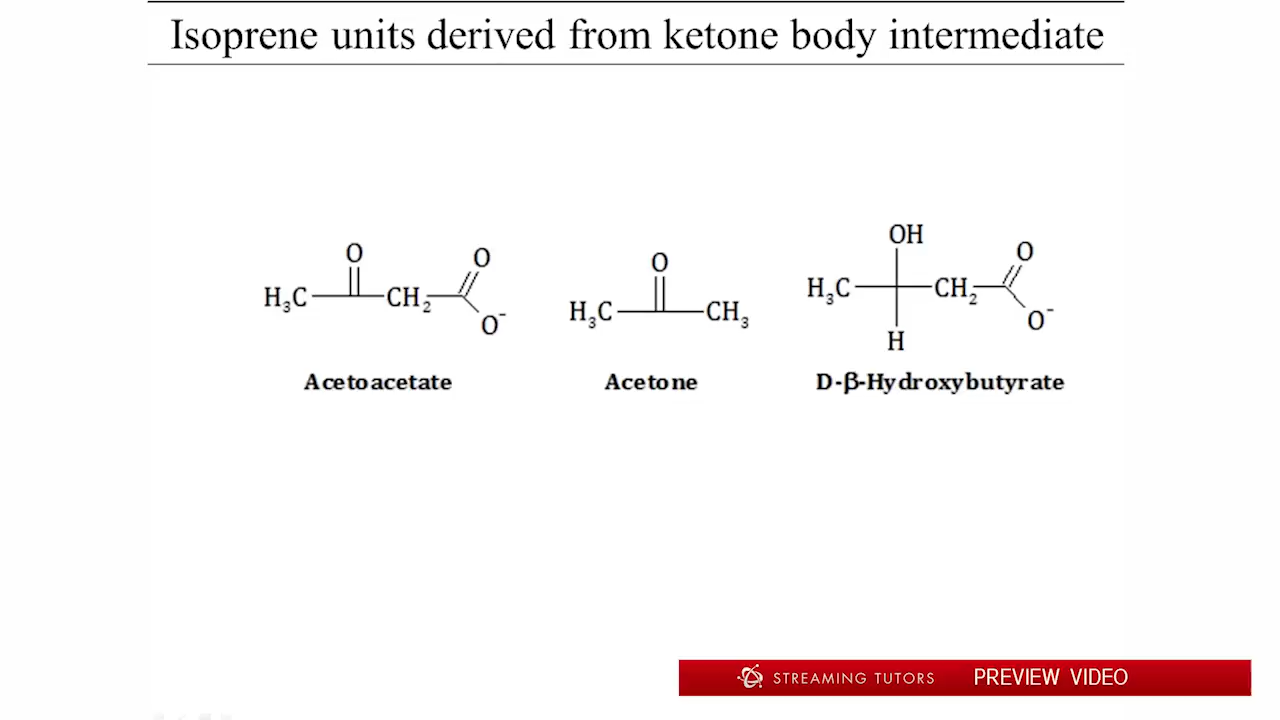 Isoprene units derived from ketone body intermediate
O
O
H₃C
CH₂
O⁻
Acetoacetate
O
H₃C
CH₃
Acetone
OH
O
H₃C
CH₂
O⁻
H
D-β-Hydroxybutyrate
STREAMING TUTORS PREVIEW VIDEO